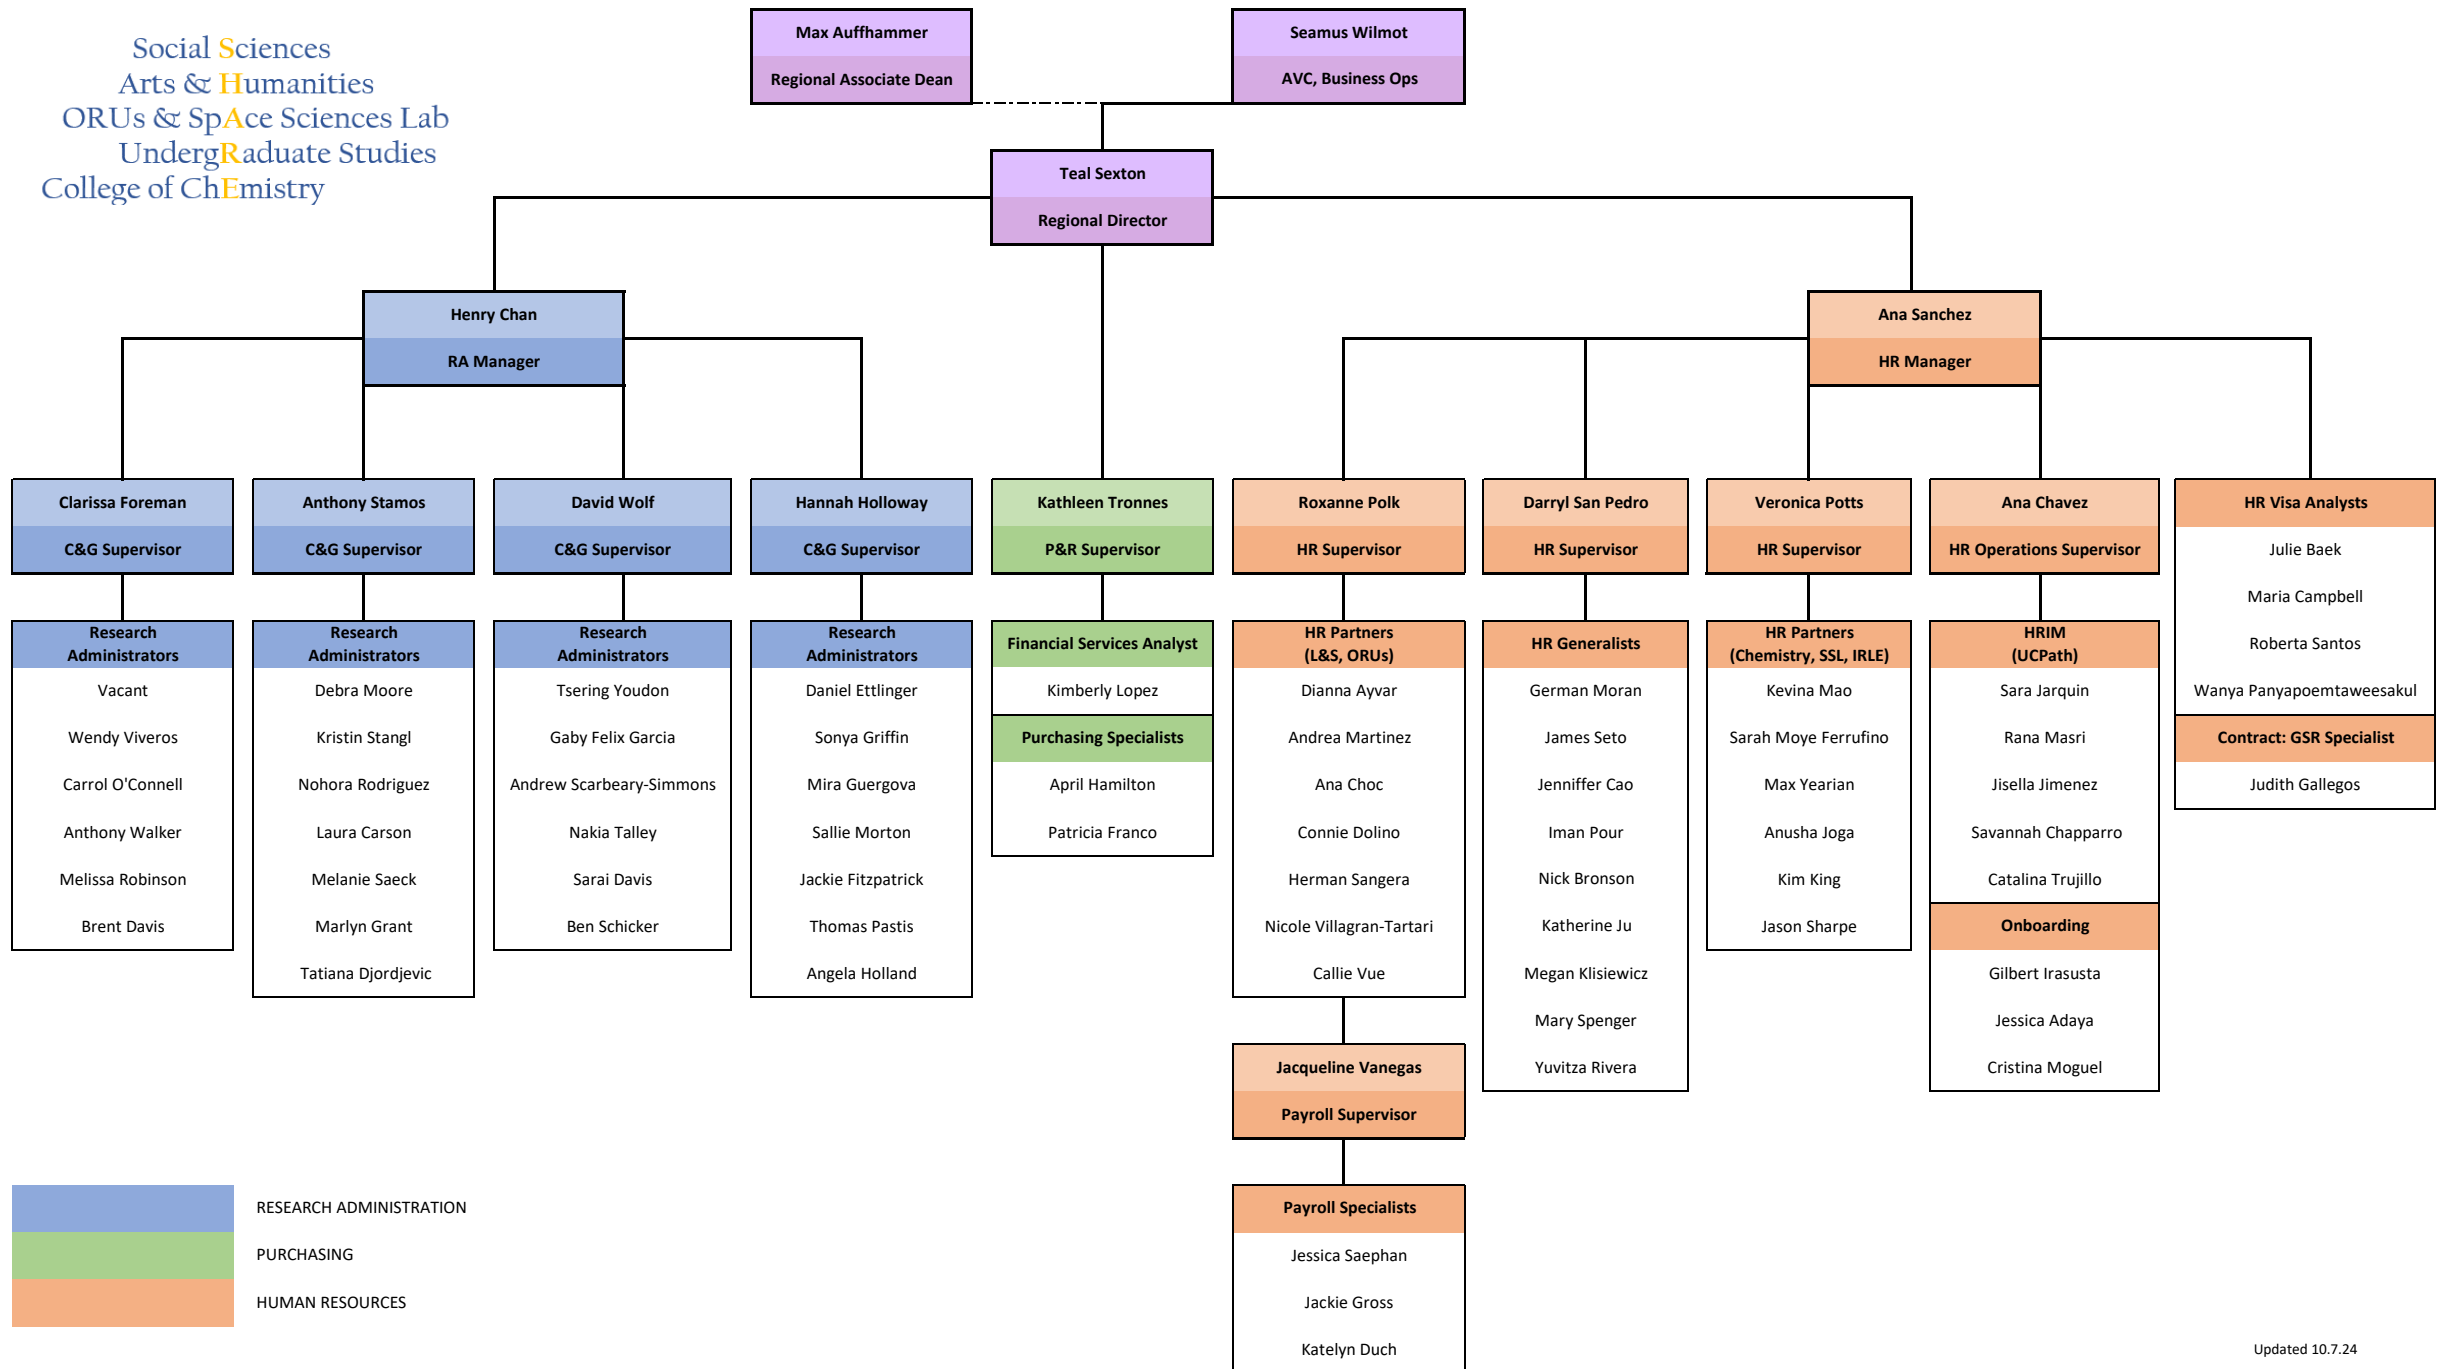 Social Sciences
Arts & Humanities
ORUs & SpAce Sciences Lab
UndergRaduate Studies
College of ChEmistry
Max Auffhammer
Regional Associate Dean
Seamus Wilmot
AVC, Business Ops
Teal Sexton
Regional Director
Henry Chan
RA Manager
Ana Sanchez
HR Manager
Clarissa Foreman
C&G Supervisor
Research
Administrators
Vacant
Wendy Viveros
Carrol O'Connell
Anthony Walker
Melissa Robinson
Brent Davis
Anthony Stamos
C&G Supervisor
Research
Administrators
Debra Moore
Kristin Stangl
Nohora Rodriguez
Laura Carson
Melanie Saeck
Marlyn Grant
Tatiana Djordjevic
David Wolf
C&G Supervisor
Research
Administrators
Tsering Youdon
Gaby Felix Garcia
Andrew Scarbeary-Simmons
Nakia Talley
Sarai Davis
Ben Schicker
Hannah Holloway
C&G Supervisor
Research
Administrators
Daniel Ettlinger
Sonya Griffin
Mira Guergova
Sallie Morton
Jackie Fitzpatrick
Thomas Pastis
Angela Holland
Kathleen Tronnes
P&R Supervisor
Financial Services Analyst
Kimberly Lopez
Purchasing Specialists
April Hamilton
Patricia Franco
Roxanne Polk
HR Supervisor
HR Partners
(L&S, ORUs)
Dianna Ayvar
Andrea Martinez
Ana Choc
Connie Dolino
Herman Sangera
Nicole Villagran-Tartari
Callie Vue
Jacqueline Vanegas
Payroll Supervisor
Payroll Specialists
Jessica Saephan
Jackie Gross
Katelyn Duch
Darryl San Pedro
HR Supervisor
HR Generalists
German Moran
James Seto
Jenniffer Cao
Iman Pour
Nick Bronson
Katherine Ju
Megan Klisiewicz
Mary Spenger
Yuvitza Rivera
Veronica Potts
HR Supervisor
HR Partners
(Chemistry, SSL, IRLE)
Kevina Mao
Sarah Moye Ferrufino
Max Yearian
Anusha Joga
Kim King
Jason Sharpe
Ana Chavez
HR Operations Supervisor
HRIM
(UCPath)
Sara Jarquin
Rana Masri
Jisella Jimenez
Savannah Chapparro
Catalina Trujillo
Onboarding
Gilbert Irasusta
Jessica Adaya
Cristina Moguel
HR Visa Analysts
Julie Baek
Maria Campbell
Roberta Santos
Wanya Panyapoemtaweesakul
Contract: GSR Specialist
Judith Gallegos
RESEARCH ADMINISTRATION
PURCHASING
HUMAN RESOURCES
Updated 10.7.24